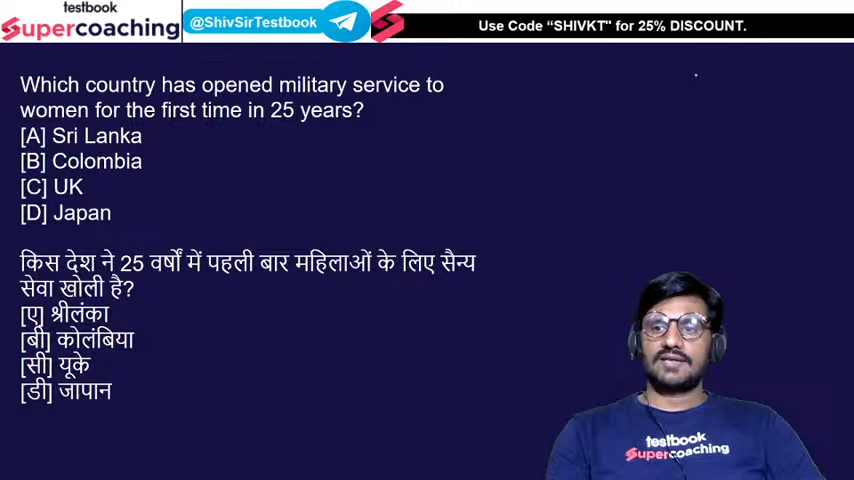 testbook
Supercoaching
@ShivSirTestbook
Use Code “SHIVKT" for 25% DISCOUNT.
Which country has opened military service to
women for the first time in 25 years?
[A] Sri Lanka
[B] Colombia
[C] UK
[D] Japan
किस देश ने 25 वर्षों में पहली बार महिलाओं के लिए सैन्य
सेवा खोली है?
[ए] श्रीलंका
[बी] कोलंबिया
[सी] यूके
[डी] जापान
testbook
Supercoaching